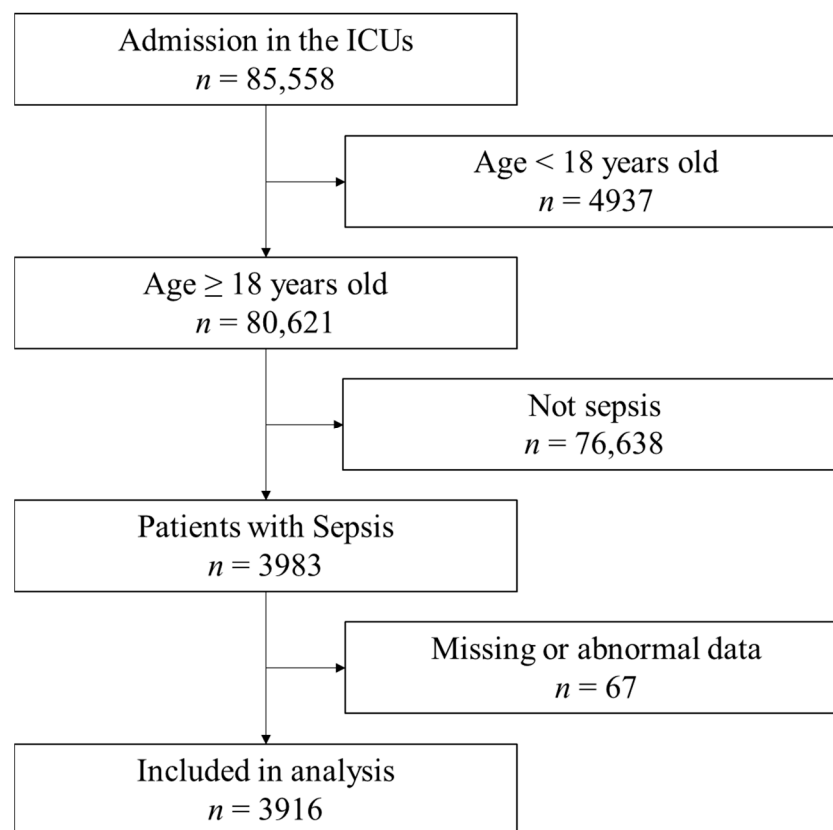 Admission in the ICUs
n = 85,558
Age < 18 years old
n = 4937
Age ≥ 18 years old
n = 80,621
Not sepsis
n = 76,638
Patients with Sepsis
n = 3983
Missing or abnormal data
n = 67
Included in analysis
n = 3916